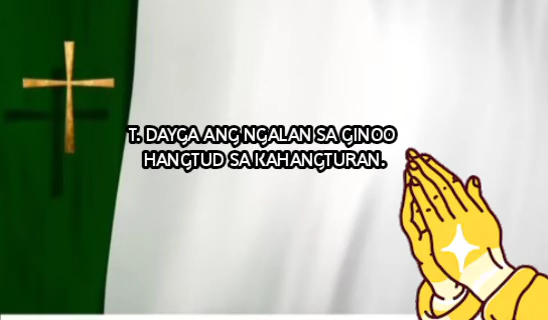 T. DAYGA ANG NGALAN SA GINOO
HANGTUD SA KAHANGTURAN.